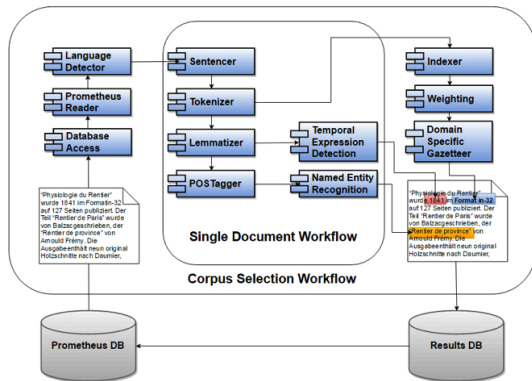 Language
Detector
Prometheus
Reader
Database
Access
Sentencer
Tokenizer
Lemmatizer
POSTagger
Temporal
Expression
Detection
Named Entity
Recognition
Indexer
Weighting
Domain
Specific
Gazetteer
"Physiologie du Rentier"
wurde 1841 im Formatin-32
auf 127 Seiten publiziert. Der
Teil "Rentier de Paris" wurde
von Balzacgeschrieben, der
"Rentier de province" von
Arnould Frémy. Die
Ausgabeenthält neun original
Holzschnitte nach Daumier,
"Physiologie du Rentier"
wurde 1841 im Formatin-32
auf 127 Seiten publiziert. Der
Teil "Rentier de Paris" wurde
von Balzacgeschrieben, der
"Rentier de province" von
Arnould Frémy. Die
Ausgabeenthält neun original
Holzschnitte nach Daumier,
Single Document Workflow
Corpus Selection Workflow
Prometheus DB
Results DB